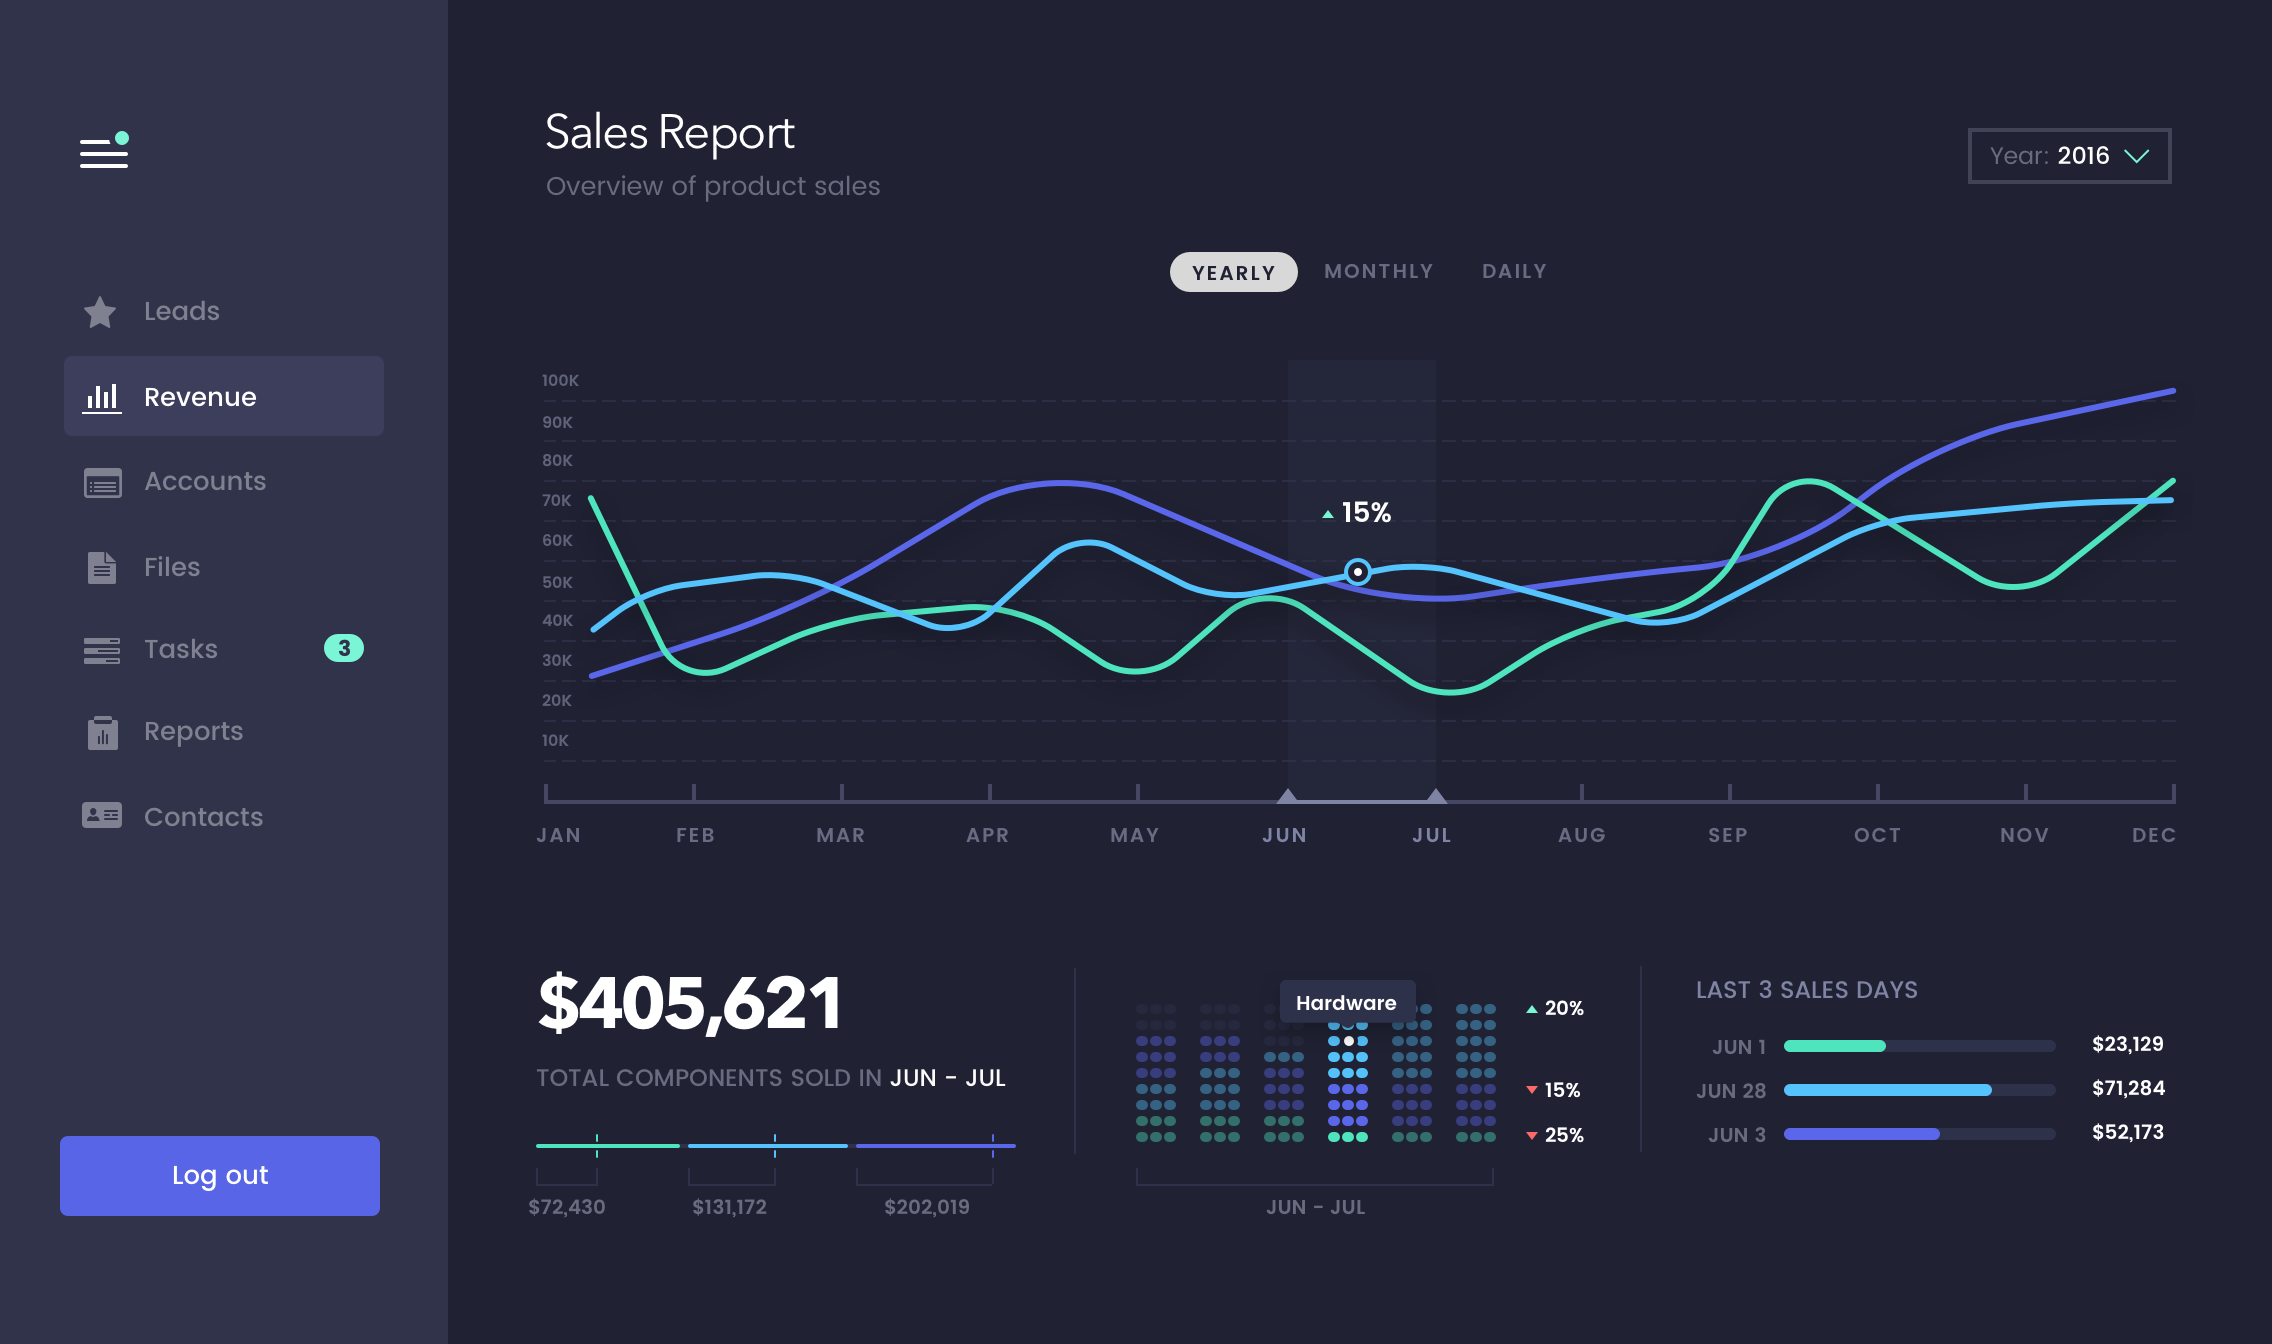 Leads
Revenue
Accounts
Files
Tasks 3
Reports
Contacts
Log out
Sales Report
Overview of product sales
Year: 2016
YEARLY MONTHLY DAILY
100K
90K
80K
70K
60K
50K
40K
30K
20K
10K
15%
JAN FEB MAR APR MAY JUN JUL AUG SEP OCT NOV DEC
$405,621
TOTAL COMPONENTS SOLD IN JUN - JUL
$72,430 $131,172 $202,019
Hardware
20%
15%
25%
JUN - JUL
LAST 3 SALES DAYS
JUN 1 $23,129
JUN 28 $71,284
JUN 3 $52,173